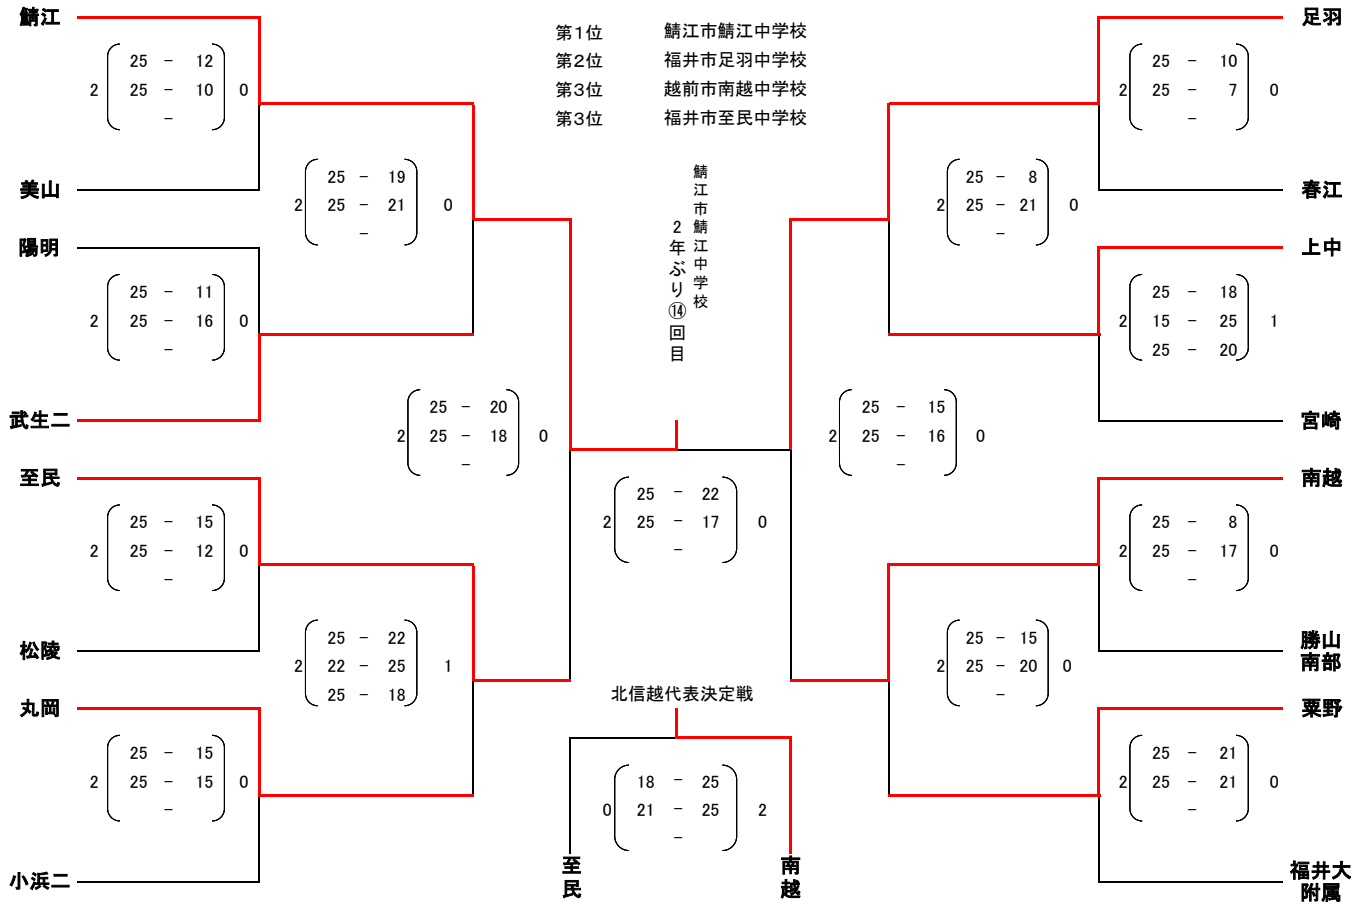 鯖江
25 － 12
2 25 － 10 0
－
美山
陽明
25 － 11
2 25 － 16 0
－
武生二
至民
25 － 15
2 25 － 12 0
－
松陵
丸岡
25 － 15
2 25 － 15 0
－
小浜二
25 － 19
2 25 － 21 0
－
25 － 22
2 22 － 25 1
25 － 18
25 － 20
2 25 － 18 0
－
第１位 鯖江市鯖江中学校
第２位 福井市足羽中学校
第３位 越前市南越中学校
第３位 福井市至民中学校
鯖江市鯖江中学校
２年ぶり⑭回目
25 － 22
2 25 － 17 0
－
北信越代表決定戦
18 － 25
0 21 － 25 2
－
至民
南越
25 － 15
2 25 － 16 0
－
25 － 8
2 25 － 21 0
－
25 － 15
2 25 － 20 0
－
足羽
25 － 10
2 25 － 7 0
－
春江
上中
25 － 18
2 15 － 25 1
25 － 20
宮崎
南越
25 － 8
2 25 － 17 0
－
勝山
南部
粟野
25 － 21
2 25 － 21 0
－
福井大
附属